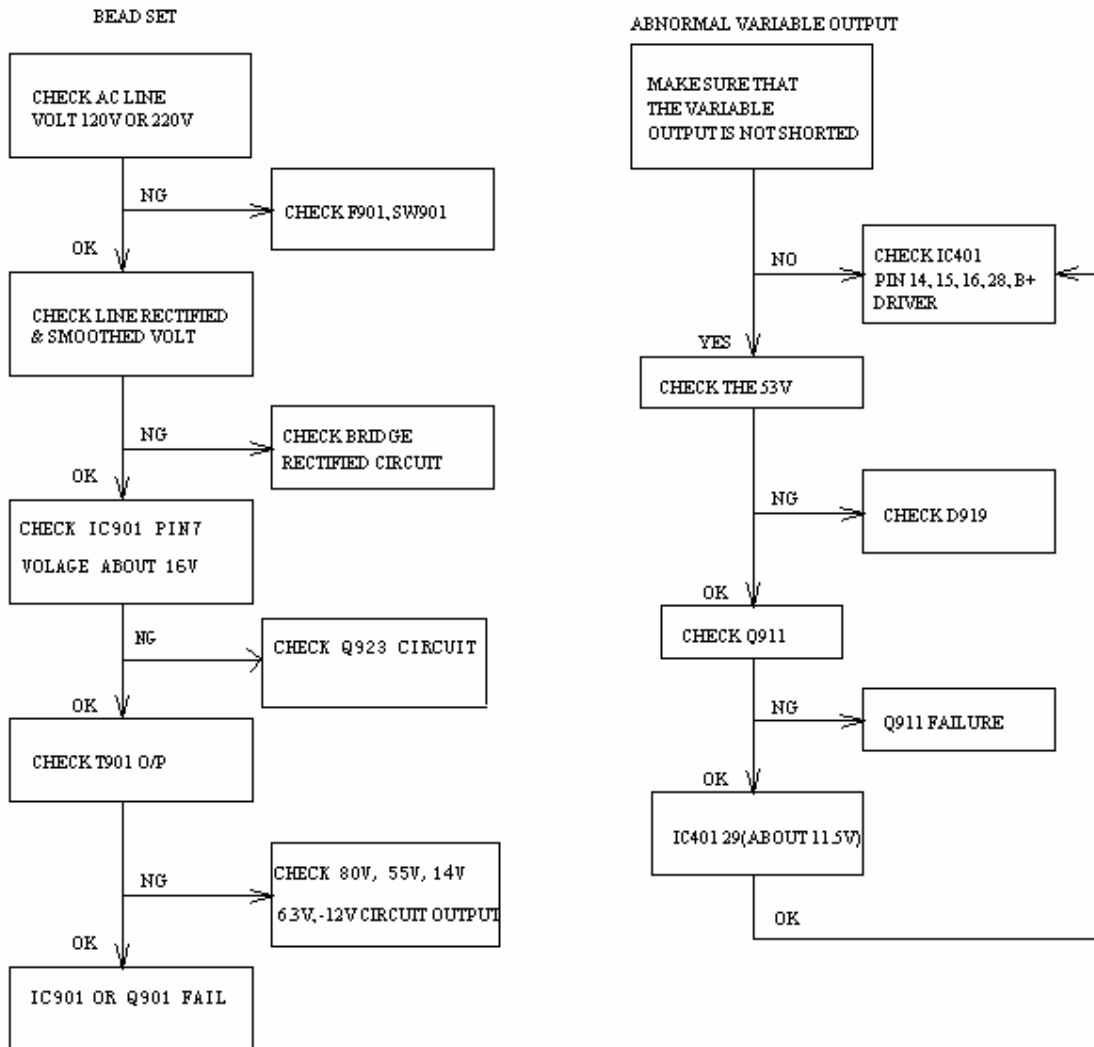 BEAD SET
CHECK AC LINE
VOLT 120V OR 220V
NG
CHECK F901, SW901
OK
CHECK LINE RECTIFIED
& SMOOTHED VOLT
NG
CHECK BRIDGE
RECTIFIED CIRCUIT
OK
CHECK IC901 PIN7
VOLAGE ABOUT 16V
NG
CHECK Q923 CIRCUIT
OK
CHECK T901 O/P
NG
CHECK 80V, 55V, 14V
6.3V,-12V CIRCUIT OUTPUT
OK
IC901 OR Q901 FAIL
ABNORMAL VARIABLE OUTPUT
MAKE SURE THAT
THE VARIABLE
OUTPUT IS NOT SHORTED
NO
CHECK IC401
PIN 14, 15, 16, 28, B+
DRIVER
YES
CHECK THE 53V
NG
CHECK D919
OK
CHECK Q911
NG
Q911 FAILURE
OK
IC401 29(ABOUT 11.5V)
OK